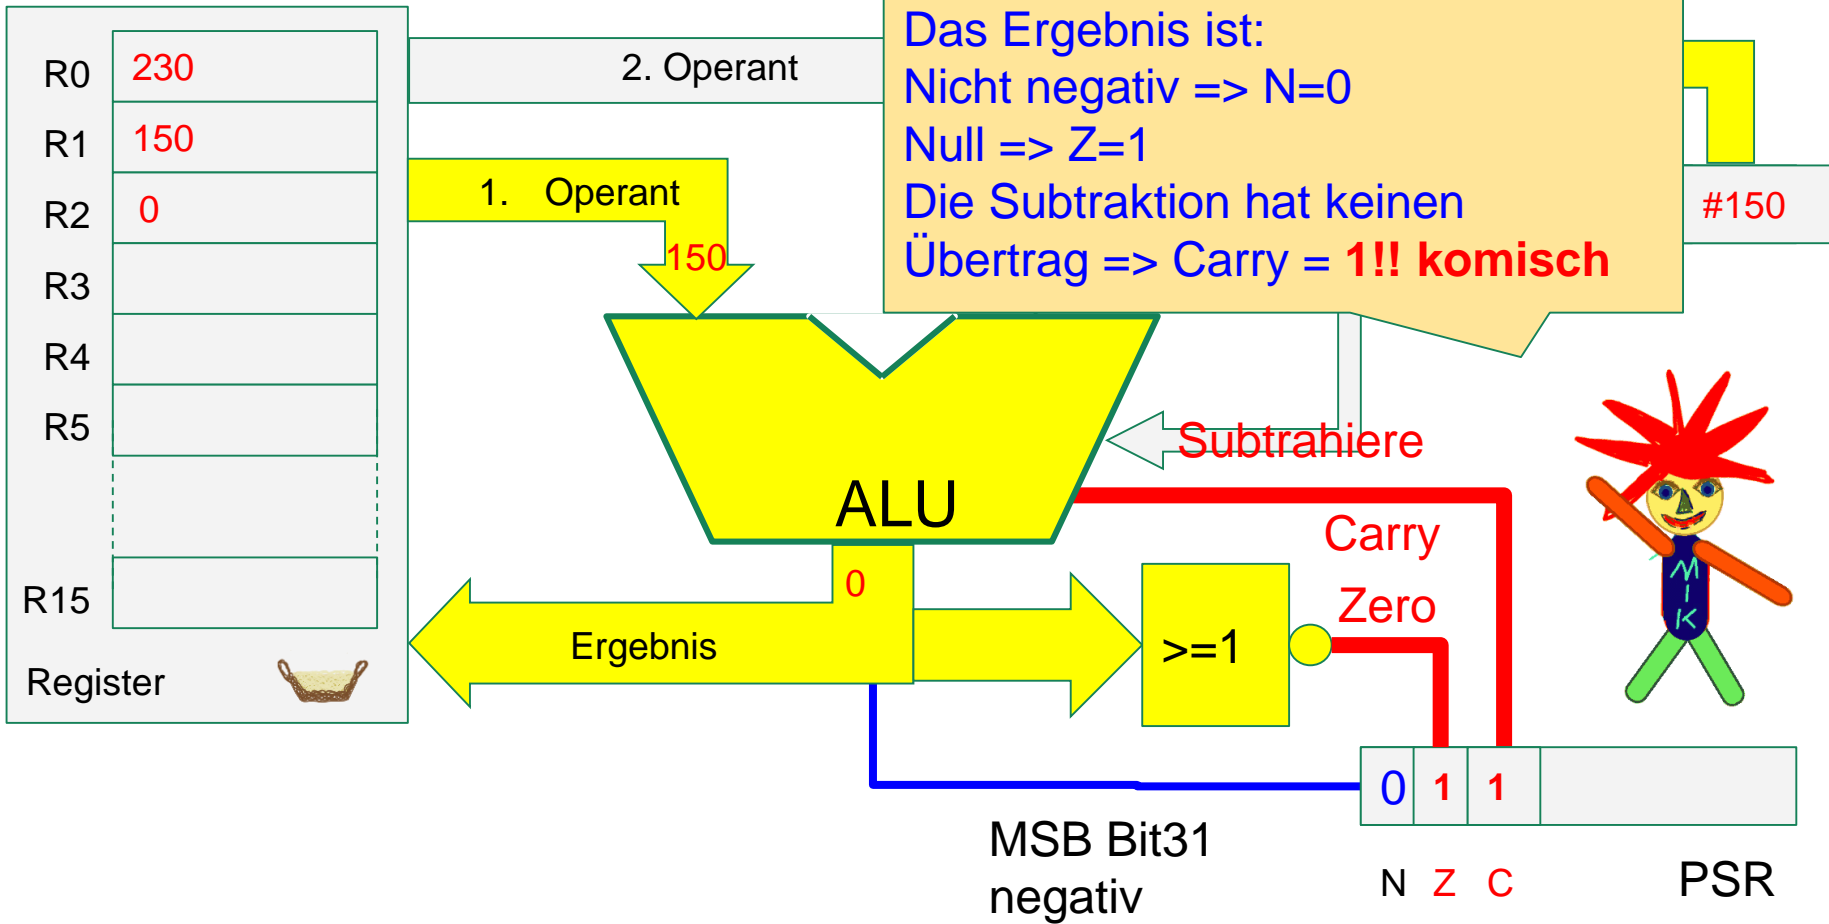 Das Ergebnis ist:
Nicht negativ => N=0
Null => Z=1
Die Subtraktion hat keinen
Übertrag => Carry = 1!! komisch
R0 230
2. Operant
R1 150
1. Operant
R2 0
#150
150
R3
R4
R5
Subtrahiere
ALU
Carry
0
Zero
R15
Ergebnis
>=1
Register
MIK
0 1 1
MSB Bit31
negativ
N Z C PSR